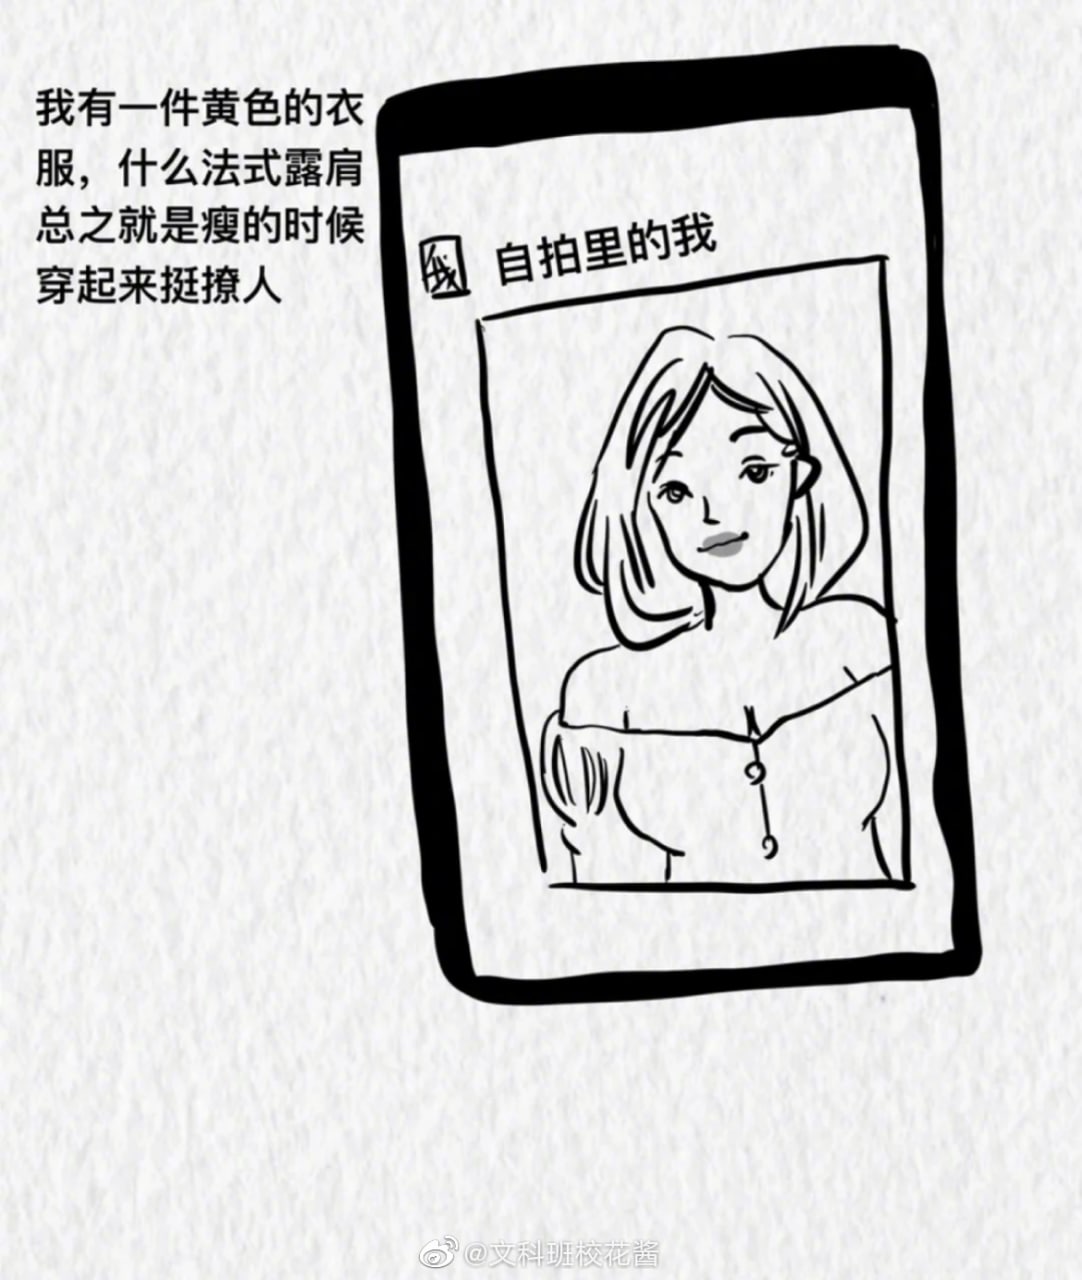 我有一件黄色的衣
服，什么法式露肩
总之就是瘦的时候
穿起来挺撩人
我 自拍里的我
@文科班校花酱